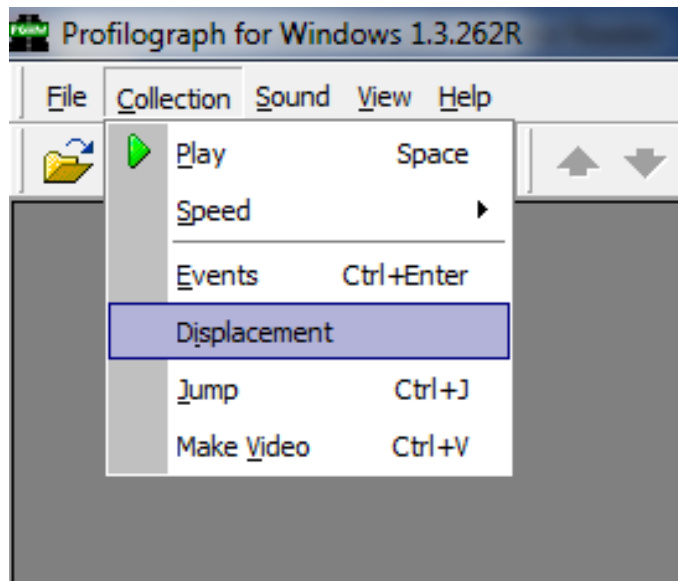 Profilograph for Windows 1.3.262R
File Collection Sound View Help
Play Space
Speed
Events Ctrl+Enter
Displacement
Jump Ctrl+J
Make Video Ctrl+V